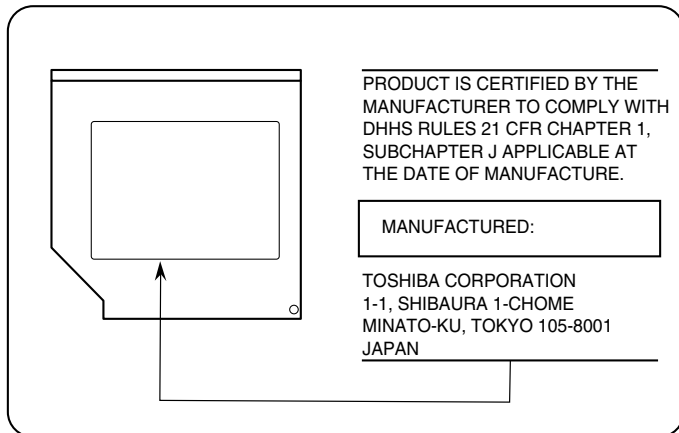 PRODUCT IS CERTIFIED BY THE
MANUFACTURER TO COMPLY WITH
DHHS RULES 21 CFR CHAPTER 1,
SUBCHAPTER J APPLICABLE AT
THE DATE OF MANUFACTURE.
MANUFACTURED:
TOSHIBA CORPORATION
1-1, SHIBAURA 1-CHOME
MINATO-KU, TOKYO 105-8001
JAPAN